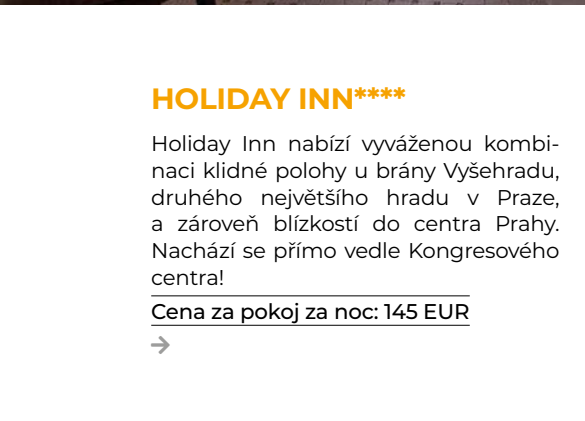 HOLIDAY INN****
Holiday Inn nabízí vyváženou kombi-
naci klidné polohy u brány Vyšehradu,
druhého největšího hradu v Praze,
a zároveň blízkostí do centra Prahy.
Nachází se přímo vedle Kongresového
centra!
Cena za pokoj za noc: 145 EUR